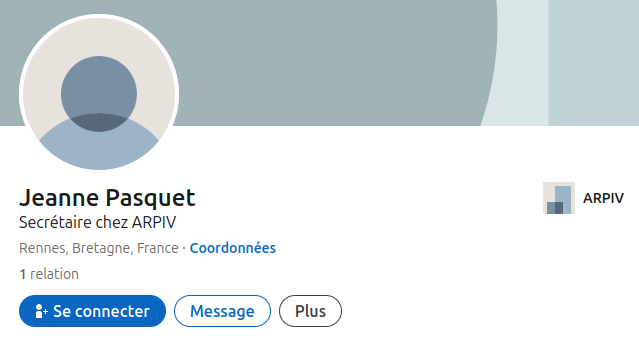 Jeanne Pasquet
ARPIV
Secrétaire chez ARPIV
Rennes, Bretagne, France · Coordonnées
1 relation
Se connecter
Message
Plus